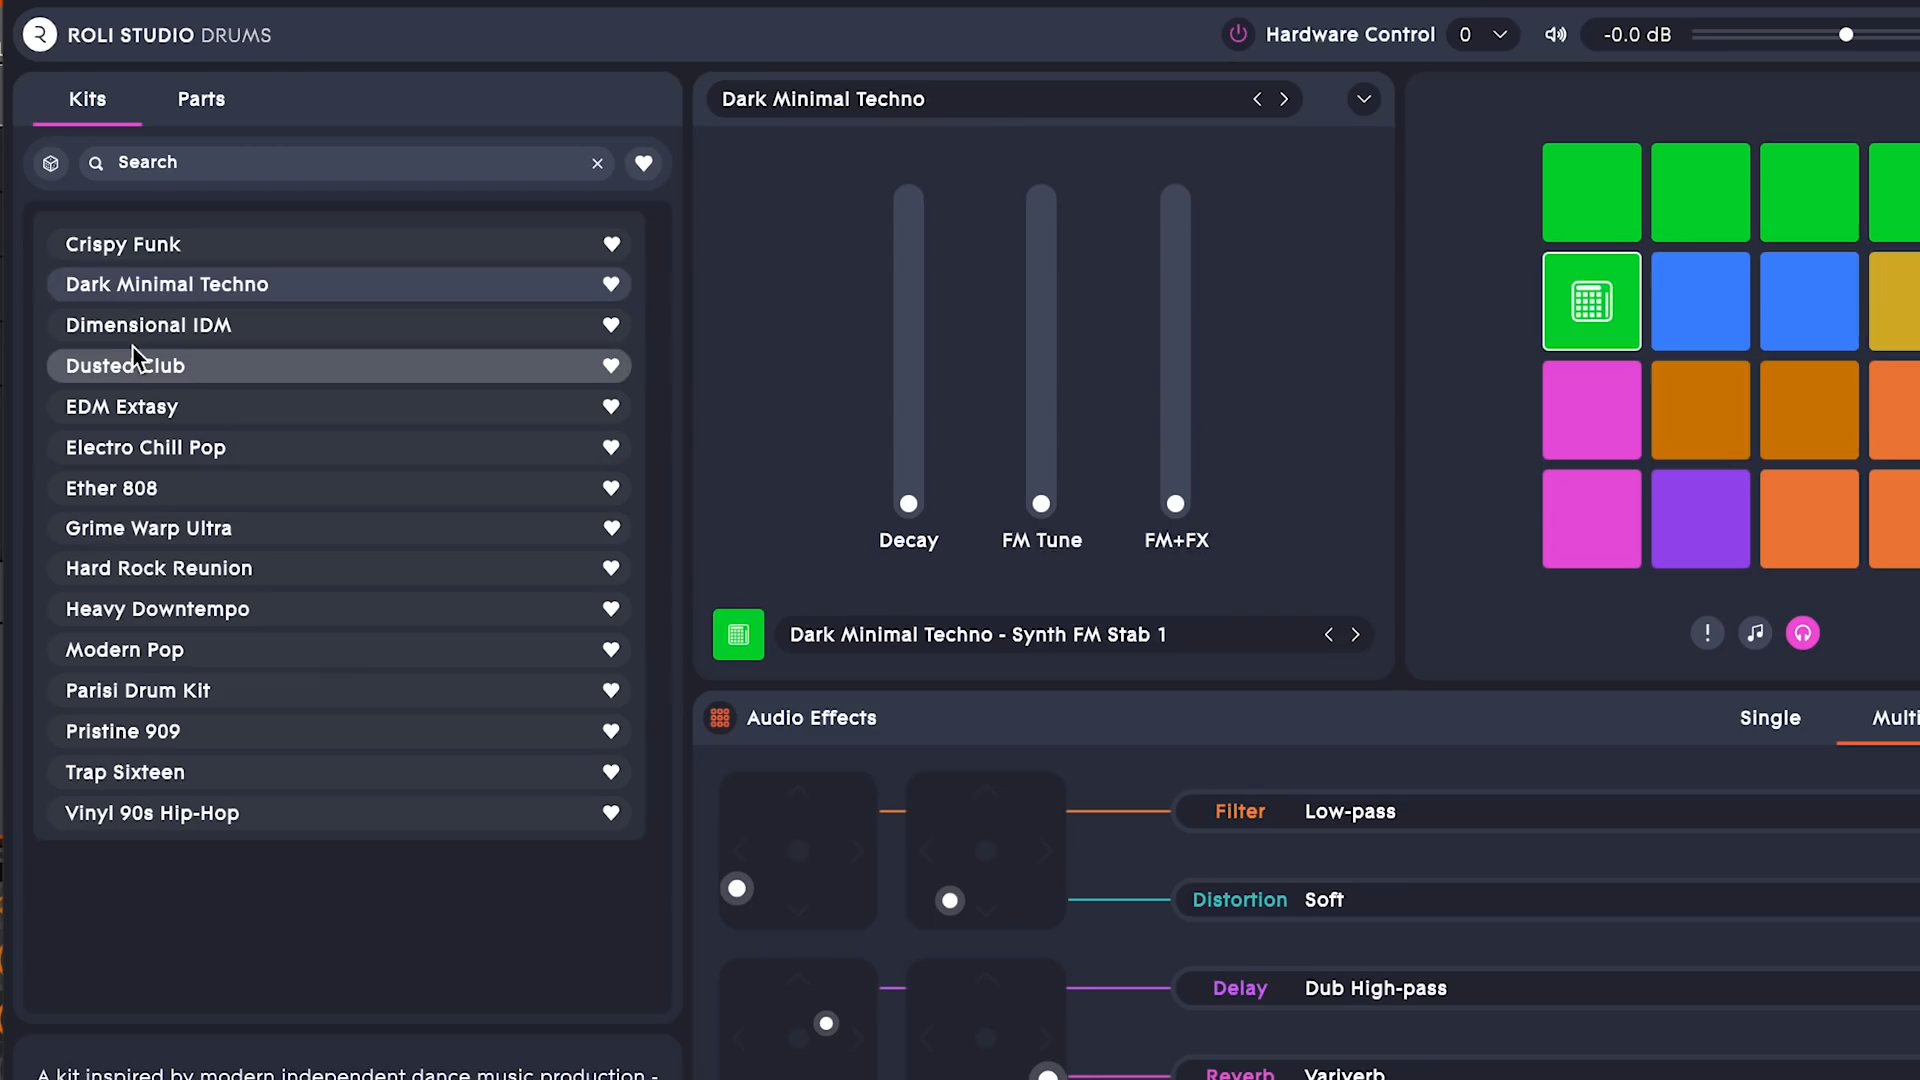 ROLI STUDIO DRUMS
Hardware Control 0 -0.0 dB
Kits Parts
Search
Crispy Funk
Dark Minimal Techno
Dimensional IDM
Dusted Club
EDM Extasy
Electro Chill Pop
Ether 808
Grime Warp Ultra
Hard Rock Reunion
Heavy Downtempo
Modern Pop
Parisi Drum Kit
Pristine 909
Trap Sixteen
Vinyl 90s Hip-Hop
A kit inspired by modern independent dance music production -
Dark Minimal Techno
Decay FM Tune FM+FX
Dark Minimal Techno - Synth FM Stab 1
Audio Effects
Single Multi
Filter Low-pass
Distortion Soft
Delay Dub High-pass
Reverb Variverb